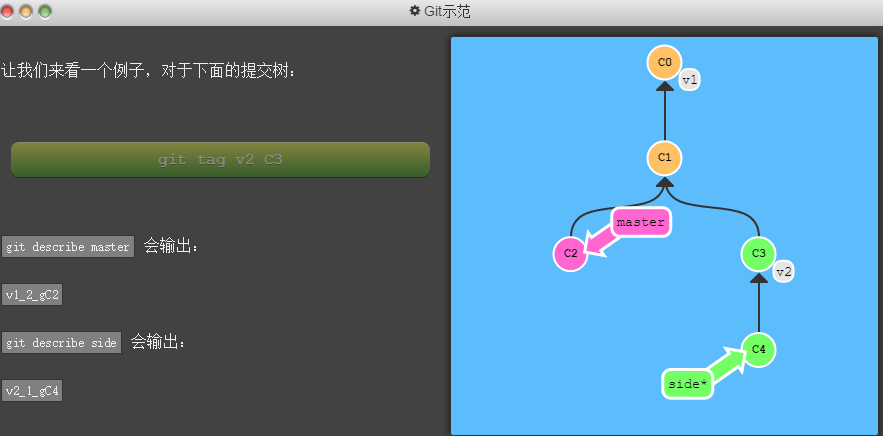 Git示范
让我们来看一个例子，对于下面的提交树：
git tag v2 C3
git describe master 会输出：
v1_2_gC2
git describe side 会输出：
v2_1_gC4
C0
v1
C1
master
C2
C3
v2
C4
side*